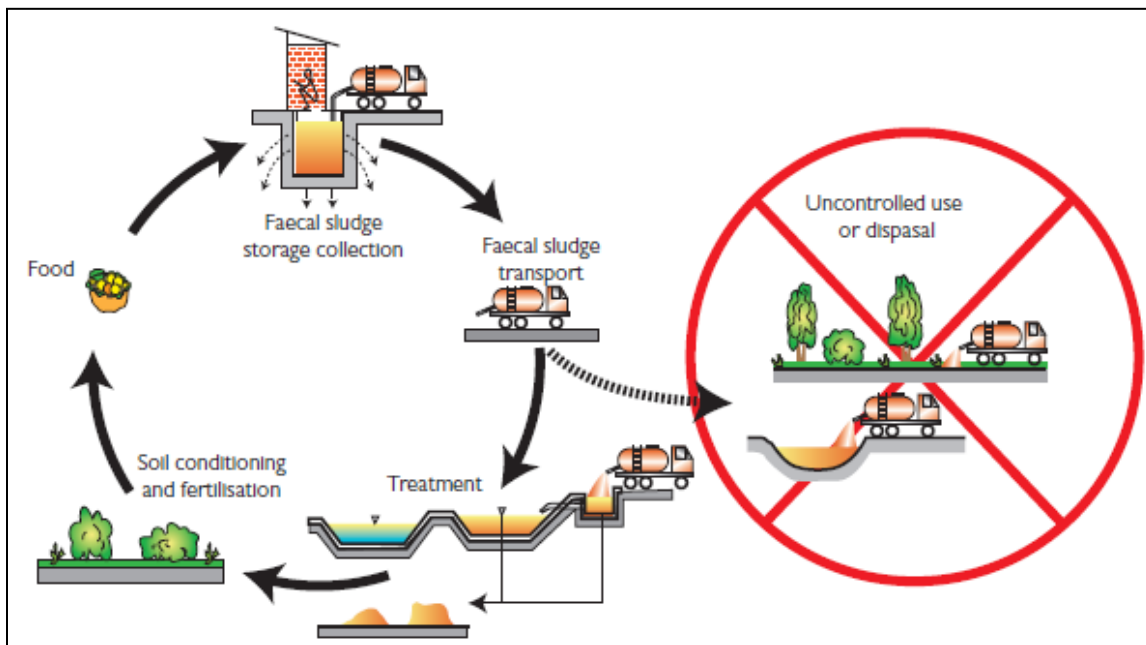 Faecal sludge
storage collection
Faecal sludge
transport
Uncontrolled use
or dispasal
Food
Soil conditioning
and fertilisation
Treatment